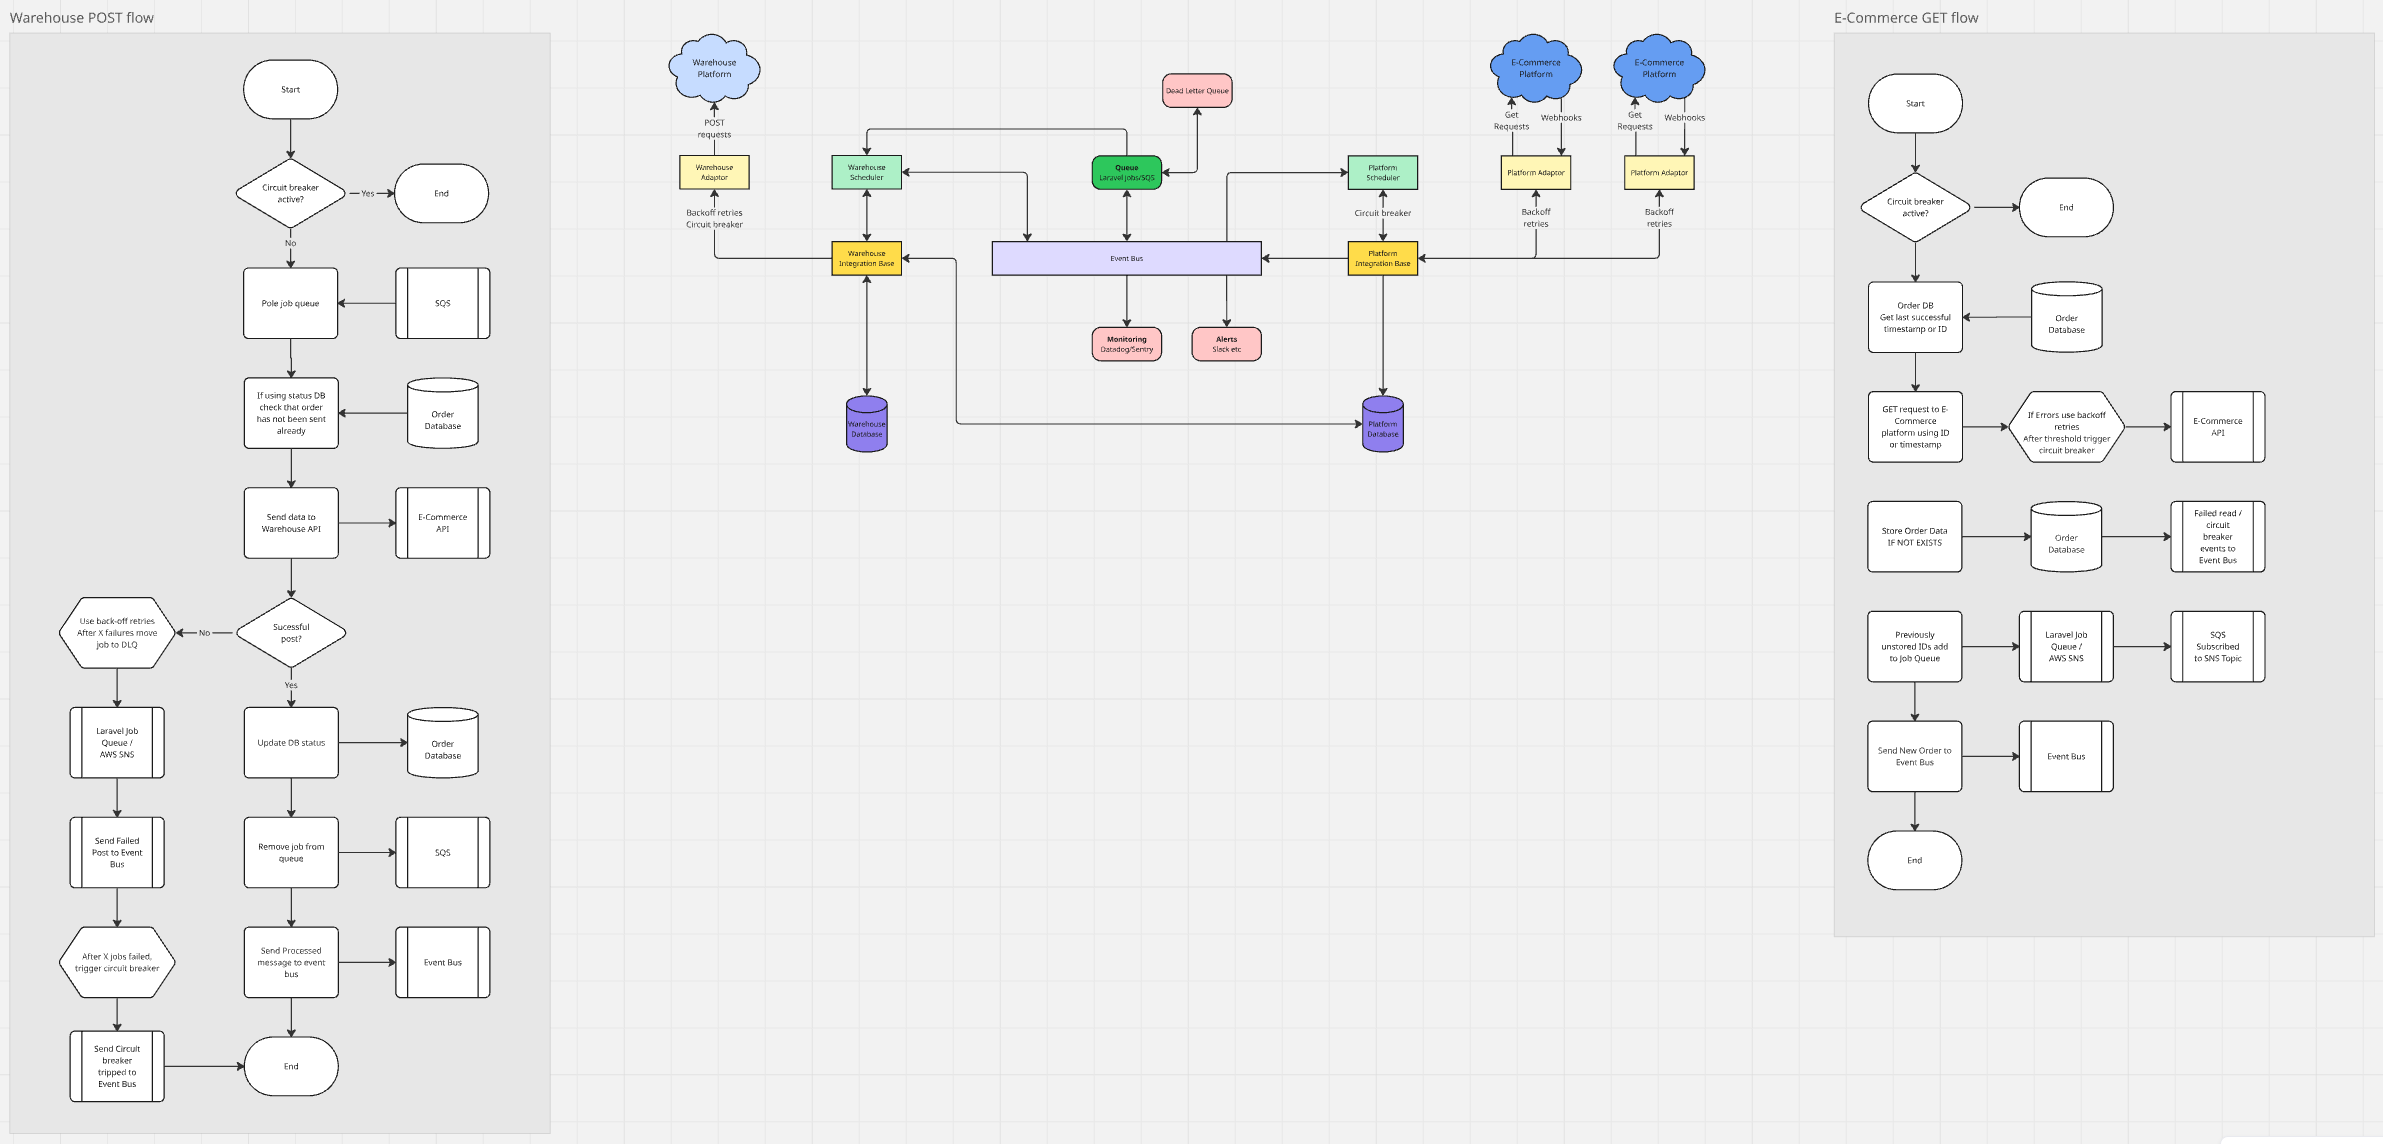 Warehouse POST flow
Start
Circuit breaker
active?
Yes
End
No
Pole job queue
SQS
If using status DB
check that order
has not been sent
already
Order
Database
Send data to
Warehouse API
E-Commerce
API
Use back-off retries
After X failures move
job to DLQ
No
Sucessful
post?
Yes
Laravel Job
Queue /
AWS SNS
Update DB status
Order
Database
Send Failed
Post to Event
Bus
Remove job from
queue
SQS
After X jobs failed,
trigger circuit breaker
Send Processed
message to event
bus
Event Bus
Send Circuit
breaker
tripped to
Event Bus
End
Warehouse
Platform
POST
requests
Warehouse
Adaptor
Backoff retries
Circuit breaker
Warehouse
Scheduler
Warehouse
Integration Base
Warehouse
Database
Dead Letter Queue
Queue
Laravel jobs/SQS
Event Bus
Monitoring
Datadog/Sentry
Alerts
Slack etc
Platform
Scheduler
Circuit breaker
Platform
Integration Base
Platform
Database
E-Commerce
Platform
Get
Requests
Webhooks
Platform Adaptor
Backoff
retries
E-Commerce
Platform
Get
Requests
Webhooks
Platform Adaptor
Backoff
retries
E-Commerce GET flow
Start
Circuit breaker
active?
End
Order DB
Get last successful
timestamp or ID
Order
Database
GET request to E-
Commerce
platform using ID
or timestamp
If Errors use backoff
retries
After threshold trigger
circuit breaker
E-Commerce
API
Store Order Data
IF NOT EXISTS
Order
Database
Failed read /
circuit
breaker
events to
Event Bus
Previously
unstored IDs add
to Job Queue
Laravel Job
Queue /
AWS SNS
SQS
Subscribed
to SNS Topic
Send New Order to
Event Bus
Event Bus
End